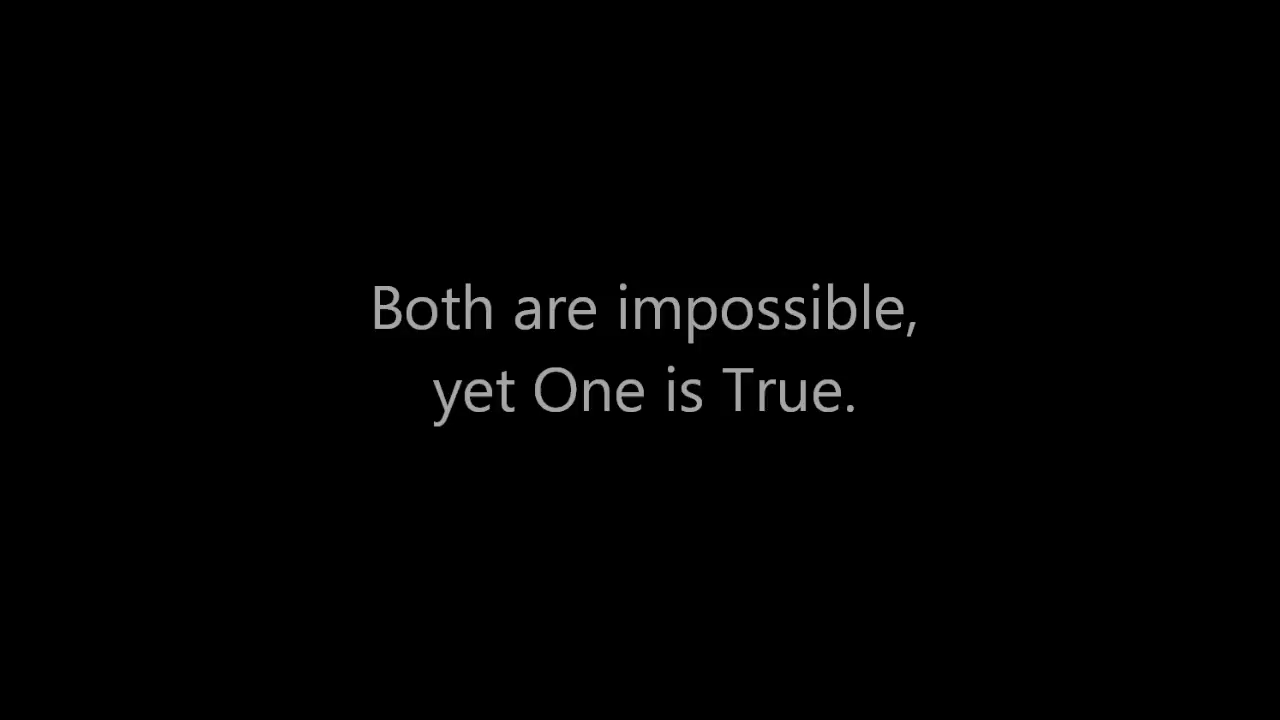 Both are impossible,
yet One is True.